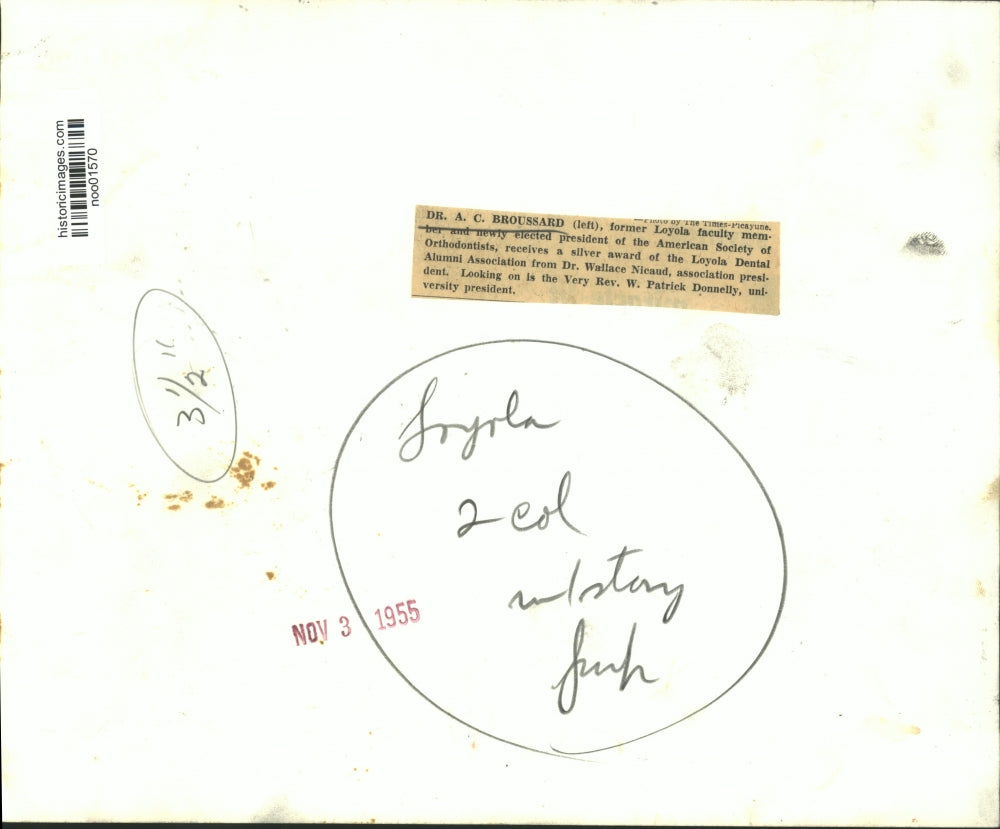 historicimages.com
noo01570
—Photo by The Times-Picayune.
DR. A. C. BROUSSARD (left), former Loyola faculty mem-
ber and newly elected president of the American Society of
Orthodontists, receives a silver award of the Loyola Dental
Alumni Association from Dr. Wallace Nicaud, association presi-
dent. Looking on is the Very Rev. W. Patrick Donnelly, uni-
versity president.
3 1/2"
Loyola
2 col
w/story
NOV 3 1955